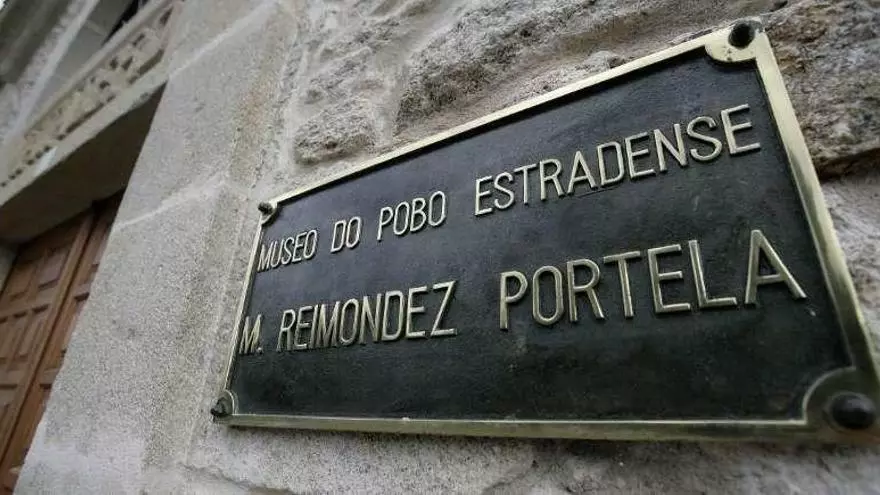 MUSEO DO POBO ESTRADENSE
M. REIMONDEZ PORTELA